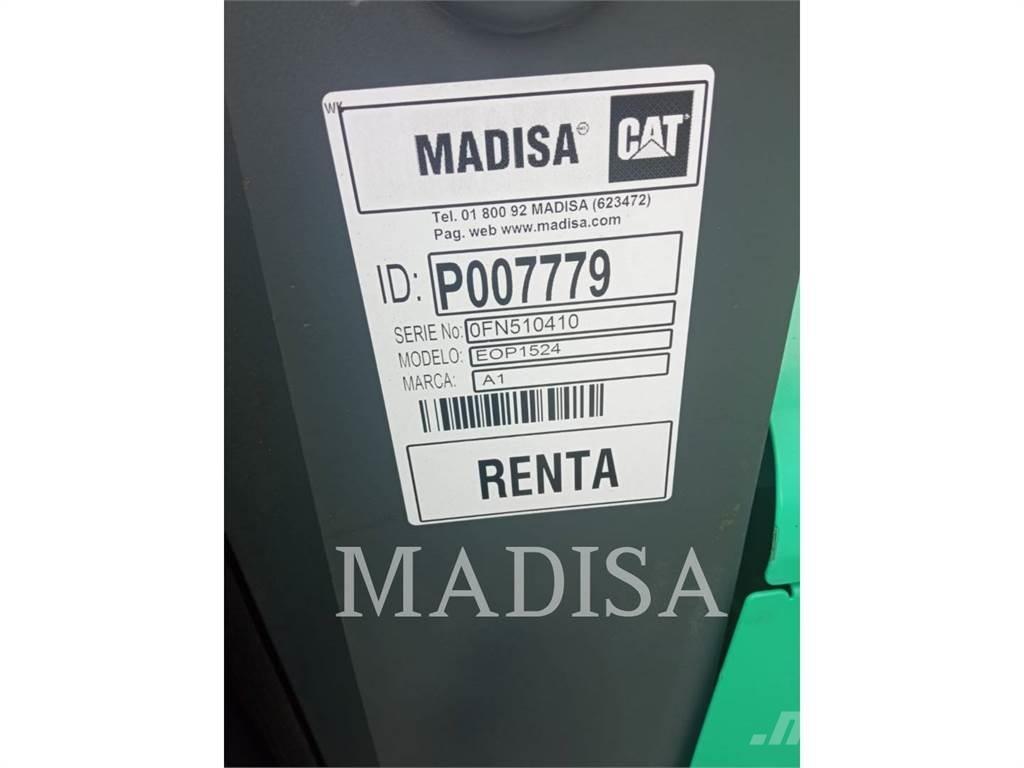 WK
MADISA CAT
Tel. 01 800 92 MADISA (623472)
Pag. web www.madisa.com
ID: P007779
SERIE No: 0FN510410
MODELO: EOP1524
MARCA: A1
RENTA
MADISA